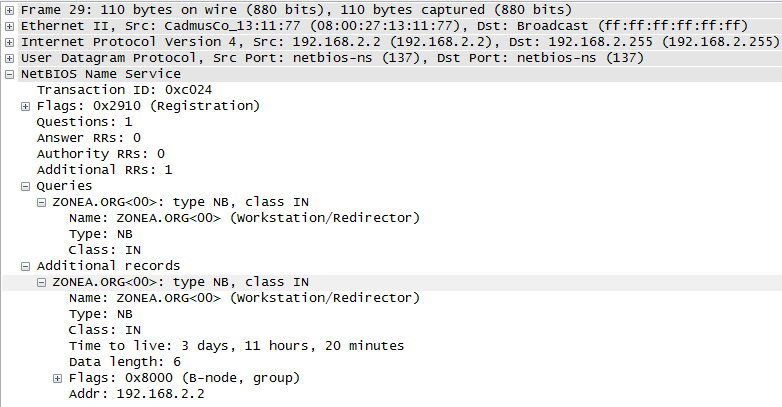 Frame 29: 110 bytes on wire (880 bits), 110 bytes captured (880 bits)
Ethernet II, Src: CadmusCo_13:11:77 (08:00:27:13:11:77), Dst: Broadcast (ff:ff:ff:ff:ff:ff)
Internet Protocol Version 4, Src: 192.168.2.2 (192.168.2.2), Dst: 192.168.2.255 (192.168.2.255)
User Datagram Protocol, Src Port: netbios-ns (137), Dst Port: netbios-ns (137)
NetBIOS Name Service
Transaction ID: 0xc024
Flags: 0x2910 (Registration)
Questions: 1
Answer RRs: 0
Authority RRs: 0
Additional RRs: 1
Queries
ZONEA.ORG<00>: type NB, class IN
Name: ZONEA.ORG<00> (Workstation/Redirector)
Type: NB
Class: IN
Additional records
ZONEA.ORG<00>: type NB, class IN
Name: ZONEA.ORG<00> (Workstation/Redirector)
Type: NB
Class: IN
Time to live: 3 days, 11 hours, 20 minutes
Data length: 6
Flags: 0x8000 (B-node, group)
Addr: 192.168.2.2